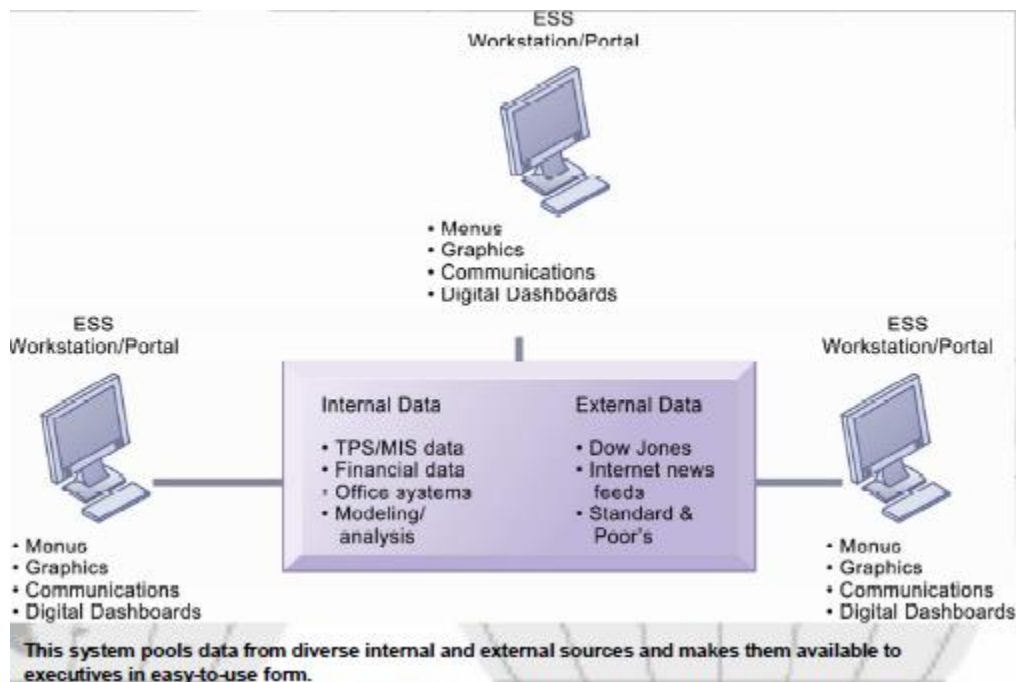 ESS
Workstation/Portal
• Menus
• Graphics
• Communications
• Digital Dashboards
ESS
Workstation/Portal
• Menus
• Graphics
• Communications
• Digital Dashboards
Internal Data
• TPS/MIS data
• Financial data
• Office systems
• Modeling/
analysis
External Data
• Dow Jones
• Internet news
feeds
• Standard &
Poor's
ESS
Workstation/Portal
• Menus
• Graphics
• Communications
• Digital Dashboards
This system pools data from diverse internal and external sources and makes them available to
executives in easy-to-use form.